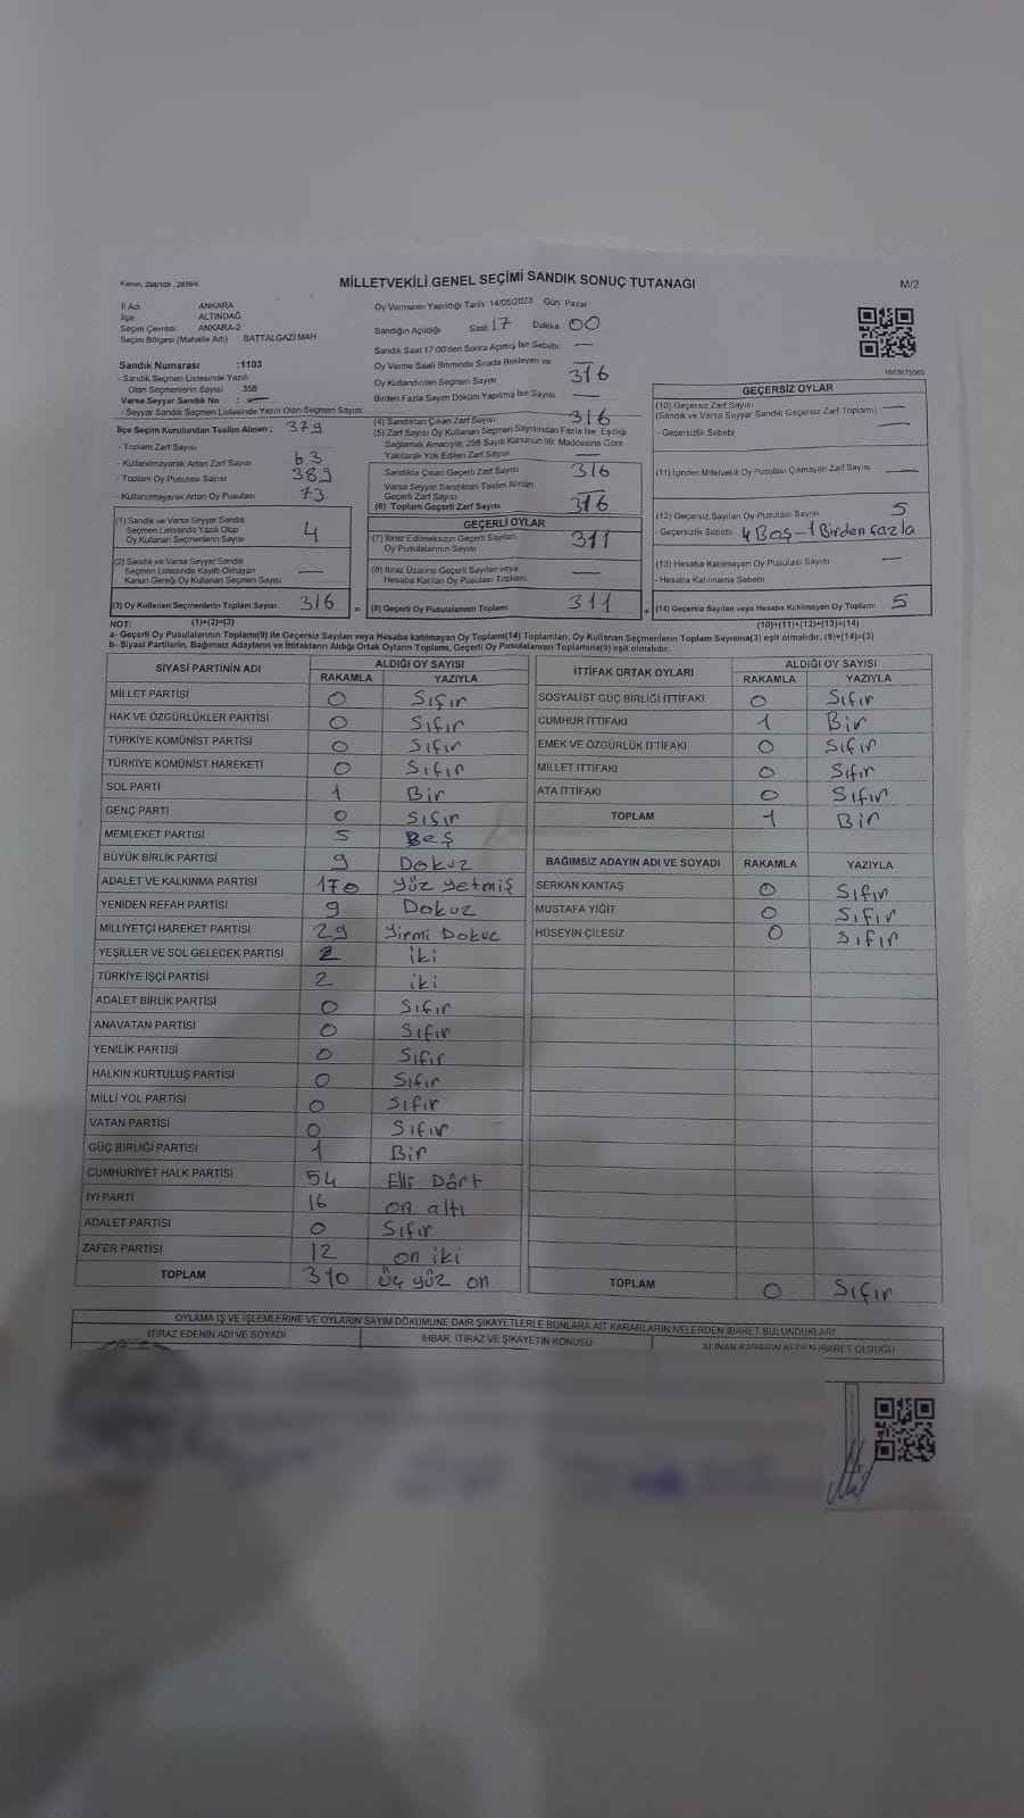 MİLLETVEKİLİ GENEL SEÇİMİ SANDIK SONUÇ TUTANAĞI
M/2
İl Adı ANKARA
İlçe ALTINDAĞ
Seçim Çevresi ANKARA-2
Seçim Bölgesi (Mahalle Adı) BATTALGAZİ MAH
Oy Vermenin Yapıldığı Tarih 14/05/2023 Gün Pazar
Sandığın Açıldığı Saat 17 Dakika 00
Sandık Saat 17:00'den Sonra Açılmış İse Sebebi —
Oy Verme Saati Bitiminde Sırada Bekleyen ve
Oy Kullandırılan Seçmen Sayısı 316
Birden Fazla Sayım Döküm Yapılma İse Sayısı —
Sandık Numarası :1103
- Sandık Seçmen Listesinde Yazılı
Olan Seçmenlerin Sayısı : 358
Varsa Seyyar Sandık No : —
- Seyyar Sandık Seçmen Listesinde Yazılı Olan Seçmen Sayısı
İlçe Seçim Kurulundan Teslim Alınan : 379
- Toplam Zarf Sayısı
- Kullanılmayarak Artan Zarf Sayısı 63
- Toplam Oy Pusulası Sayısı 389
- Kullanılmayarak Artan Oy Pusulası 73
(1) Sandık ve Varsa Seyyar Sandık
Seçmen Listesinde Yazılı Olup
Oy Kullanan Seçmenlerin Sayısı 4
(2) Sandık ve Varsa Seyyar Sandık
Seçmen Listesinde Kayıtlı Olmayan
Kanun Gereği Oy Kullanan Seçmen Sayısı —
(3) Oy Kullanan Seçmenlerin Toplam Sayısı 316
(1)+(2)=(3)
(4) Sandıktan Çıkan Zarf Sayısı 316
(5) Zarf Sayısı Oy Kullanan Seçmen Sayısından Fazla İse, Eşitliği
Sağlamak Amacıyla; 298 Sayılı Kanunun 98. Maddesine Göre
Yakılarak Yok Edilen Zarf Sayısı —
Sandıkta Çıkan Geçerli Zarf Sayısı 316
Varsa Seyyar Sandıktan Teslim Alınan
Geçerli Zarf Sayısı —
(6) Toplam Geçerli Zarf Sayısı 316
GEÇERLİ OYLAR
(7) İtiraz Edilmeksizin Geçerli Sayılan
Oy Pusulalarının Sayısı 311
(8) İtiraz Üzerine Geçerli Sayılan veya
Hesaba Katılan Oy Pusulası Toplamı —
(9) Geçerli Oy Pusulalarının Toplamı 311
GEÇERSİZ OYLAR
(10) Geçersiz Zarf Sayısı
(Sandık ve Varsa Seyyar Sandık Geçersiz Zarf Toplamı) —
- Geçersizlik Sebebi —
(11) İçinden Milletvekili Oy Pusulası Çıkmayan Zarf Sayısı —
(12) Geçersiz Sayılan Oy Pusulası Sayısı 5
- Geçersizlik Sebebi 4 Boş - 1 Birden fazla
(13) Hesaba Katılmayan Oy Pusulası Sayısı —
- Hesaba Katılmama Sebebi
(14) Geçersiz Sayılan veya Hesaba Katılmayan Oy Toplamı 5
(10)+(11)+(12)+(13)=(14)
NOT:
a- Geçerli Oy Pusulalarının Toplamı(9) ile Geçersiz Sayılan veya Hesaba katılmayan Oy Toplamı(14) Toplamları, Oy Kullanan Seçmenlerin Toplam Sayısına(3) eşit olmalıdır. (9)+(14)=(3)
b- Siyasi Partilerin, Bağımsız Adayların ve İttifakların Aldığı Ortak Oyların Toplamı, Geçerli Oy Pusulalarının Toplamına(9) eşit olmalıdır.
SİYASİ PARTİNİN ADI ALDIĞI OY SAYISI
RAKAMLA YAZIYLA
MİLLET PARTİSİ 0 Sıfır
HAK VE ÖZGÜRLÜKLER PARTİSİ 0 Sıfır
TÜRKİYE KOMÜNİST PARTİSİ 0 Sıfır
TÜRKİYE KOMÜNİST HAREKETİ 0 Sıfır
SOL PARTİ 1 Bir
GENÇ PARTİ 0 Sıfır
MEMLEKET PARTİSİ 5 Beş
BÜYÜK BİRLİK PARTİSİ 9 Dokuz
ADALET VE KALKINMA PARTİSİ 170 yüz yetmiş
YENİDEN REFAH PARTİSİ 9 Dokuz
MİLLİYETÇİ HAREKET PARTİSİ 29 Yirmi Dokuz
YEŞİLLER VE SOL GELECEK PARTİSİ 2 iki
TÜRKİYE İŞÇİ PARTİSİ 2 iki
ADALET BİRLİK PARTİSİ 0 Sıfır
ANAVATAN PARTİSİ 0 Sıfır
YENİLİK PARTİSİ 0 Sıfır
HALKIN KURTULUŞ PARTİSİ 0 Sıfır
MİLLİ YOL PARTİSİ 0 Sıfır
VATAN PARTİSİ 0 Sıfır
GÜÇ BİRLİĞİ PARTİSİ 1 Bir
CUMHURİYET HALK PARTİSİ 54 Elli Dört
İYİ PARTİ 16 on altı
ADALET PARTİSİ 0 Sıfır
ZAFER PARTİSİ 12 on iki
TOPLAM 310 üç yüz on
İTTİFAK ORTAK OYLARI ALDIĞI OY SAYISI
RAKAMLA YAZIYLA
SOSYALİST GÜÇ BİRLİĞİ İTTİFAKI 0 Sıfır
CUMHUR İTTİFAKI 1 Bir
EMEK VE ÖZGÜRLÜK İTTİFAKI 0 Sıfır
MİLLET İTTİFAKI 0 Sıfır
ATA İTTİFAKI 0 Sıfır
TOPLAM 1 Bir
BAĞIMSIZ ADAYIN ADI VE SOYADI RAKAMLA YAZIYLA
SERKAN KANTAŞ 0 Sıfır
MUSTAFA YİĞİT 0 Sıfır
HÜSEYİN ÇİLESİZ 0 Sıfır
TOPLAM 0 Sıfır
OYLAMA İŞ VE İŞLEMLERİNE VE OYLARIN SAYIM DÖKÜMÜNE DAİR ŞİKAYETLERLE BUNLARA AİT KARARLARIN NELERDEN İBARET BULUNDUKLARI
İTİRAZ EDENİN ADI VE SOYADI İHBAR, İTİRAZ VE ŞİKAYETİN KONUSU